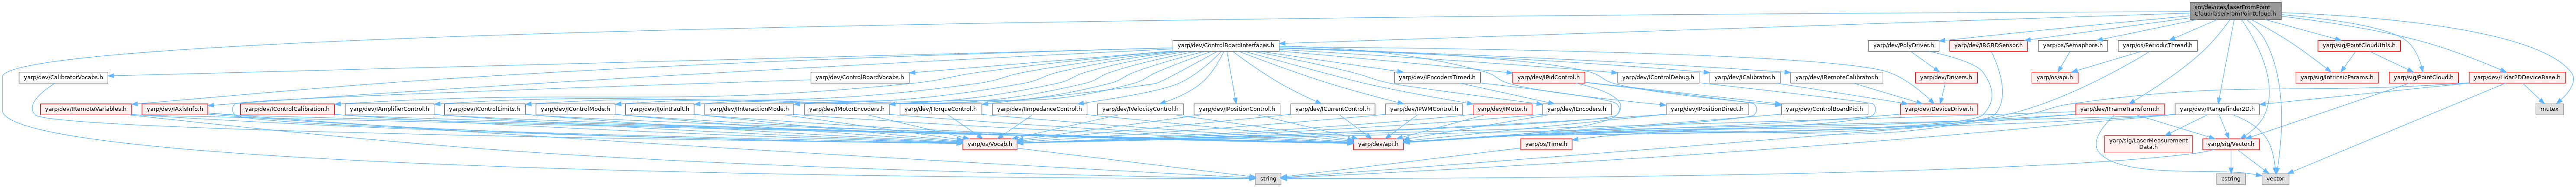 src/devices/laserFromPoint
Cloud/laserFromPointCloud.h
yarp/dev/ControlBoardInterfaces.h
yarp/dev/PolyDriver.h
yarp/dev/IRGBDSensor.h
yarp/os/Semaphore.h
yarp/os/PeriodicThread.h
yarp/sig/PointCloudUtils.h
yarp/dev/CalibratorVocabs.h
yarp/dev/ControlBoardVocabs.h
yarp/dev/IEncodersTimed.h
yarp/dev/IPidControl.h
yarp/dev/IControlDebug.h
yarp/dev/ICalibrator.h
yarp/dev/IRemoteCalibrator.h
yarp/dev/Drivers.h
yarp/os/api.h
yarp/sig/IntrinsicParams.h
yarp/sig/PointCloud.h
yarp/dev/Lidar2DDeviceBase.h
yarp/dev/IRemoteVariables.h
yarp/dev/IAxisInfo.h
yarp/dev/IControlCalibration.h
yarp/dev/IAmplifierControl.h
yarp/dev/IControlLimits.h
yarp/dev/IControlMode.h
yarp/dev/IJointFault.h
yarp/dev/IInteractionMode.h
yarp/dev/IMotorEncoders.h
yarp/dev/ITorqueControl.h
yarp/dev/IImpedanceControl.h
yarp/dev/IVelocityControl.h
yarp/dev/IPositionControl.h
yarp/dev/ICurrentControl.h
yarp/dev/IPWMControl.h
yarp/dev/IMotor.h
yarp/dev/IEncoders.h
yarp/dev/IPositionDirect.h
yarp/dev/ControlBoardPid.h
yarp/dev/DeviceDriver.h
yarp/dev/IFrameTransform.h
yarp/dev/IRangefinder2D.h
mutex
yarp/os/Vocab.h
yarp/dev/api.h
yarp/os/Time.h
yarp/sig/LaserMeasurement
Data.h
yarp/sig/Vector.h
string
cstring
vector